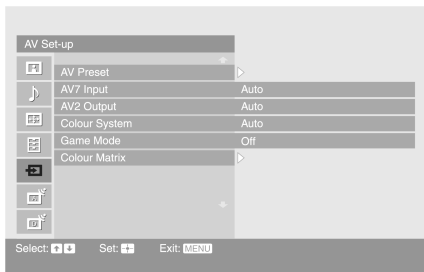 AV Set-up
AV Preset
AV7 Input Auto
AV2 Output Auto
Colour System Auto
Game Mode Off
Colour Matrix
Select: Set: Exit: MENU